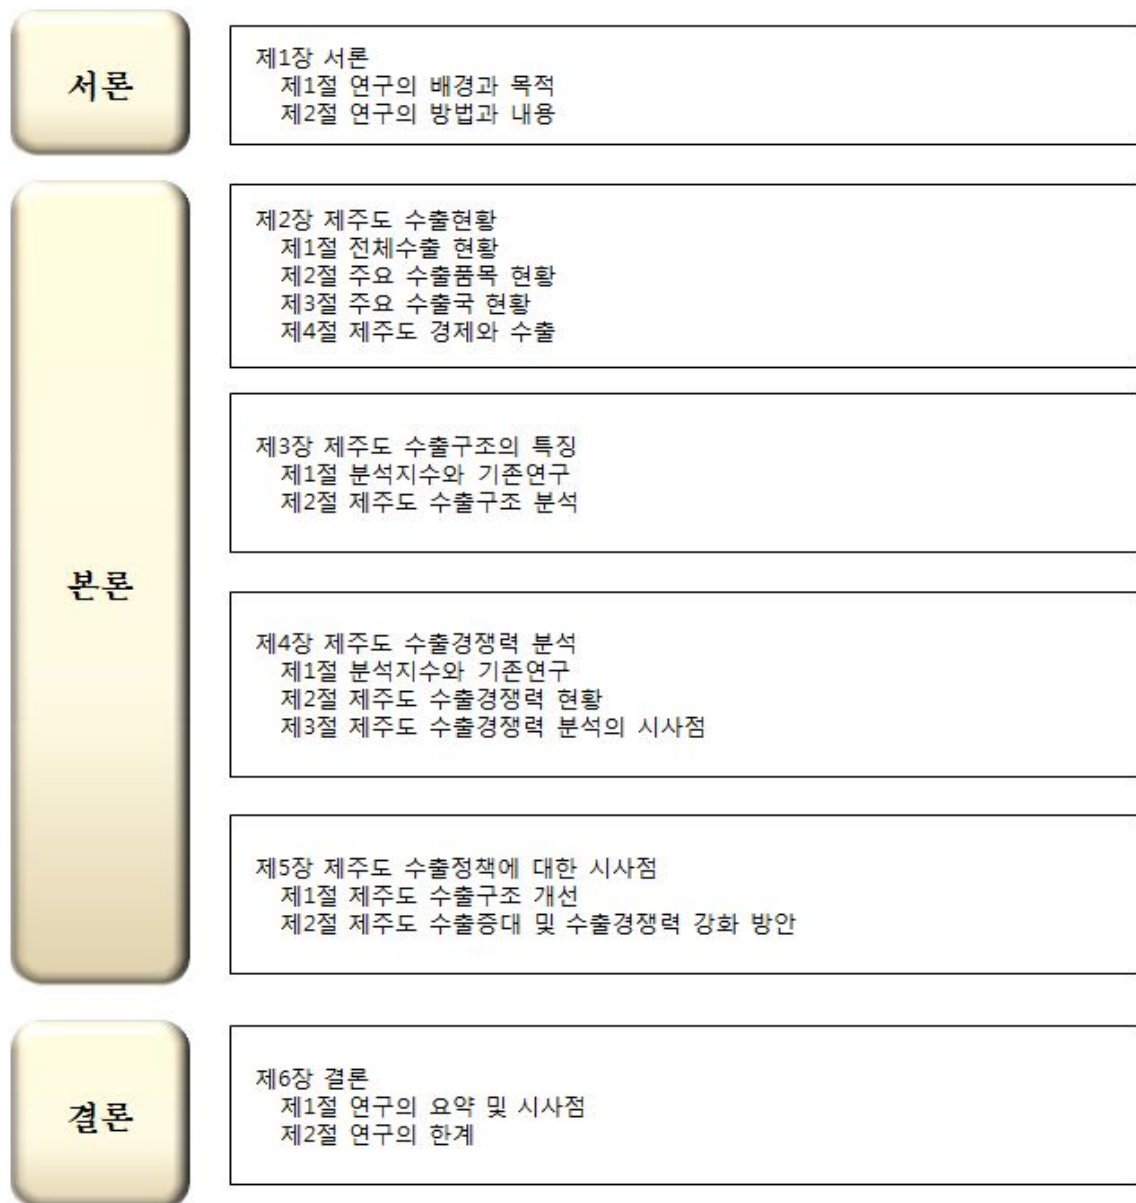 서론
제1장 서론
제1절 연구의 배경과 목적
제2절 연구의 방법과 내용
본론
제2장 제주도 수출현황
제1절 전체수출 현황
제2절 주요 수출품목 현황
제3절 주요 수출국 현황
제4절 제주도 경제와 수출
제3장 제주도 수출구조의 특징
제1절 분석지수와 기존연구
제2절 제주도 수출구조 분석
제4장 제주도 수출경쟁력 분석
제1절 분석지수와 기존연구
제2절 제주도 수출경쟁력 현황
제3절 제주도 수출경쟁력 분석의 시사점
제5장 제주도 수출정책에 대한 시사점
제1절 제주도 수출구조 개선
제2절 제주도 수출증대 및 수출경쟁력 강화 방안
결론
제6장 결론
제1절 연구의 요약 및 시사점
제2절 연구의 한계